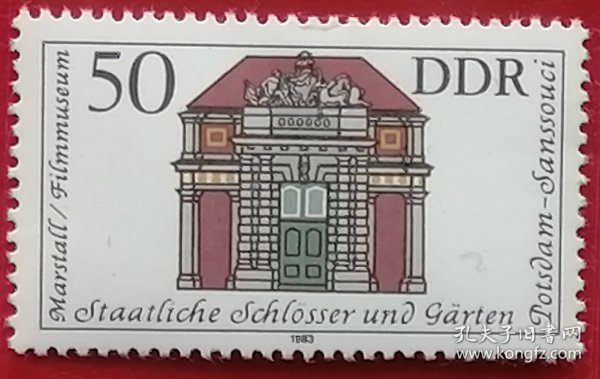 50
DDR
Marstall / Filmmuseum
Staatliche Schlösser und Gärten
Potsdam-Sanssouci
1983
孔夫子旧书网
www.kongfz.com